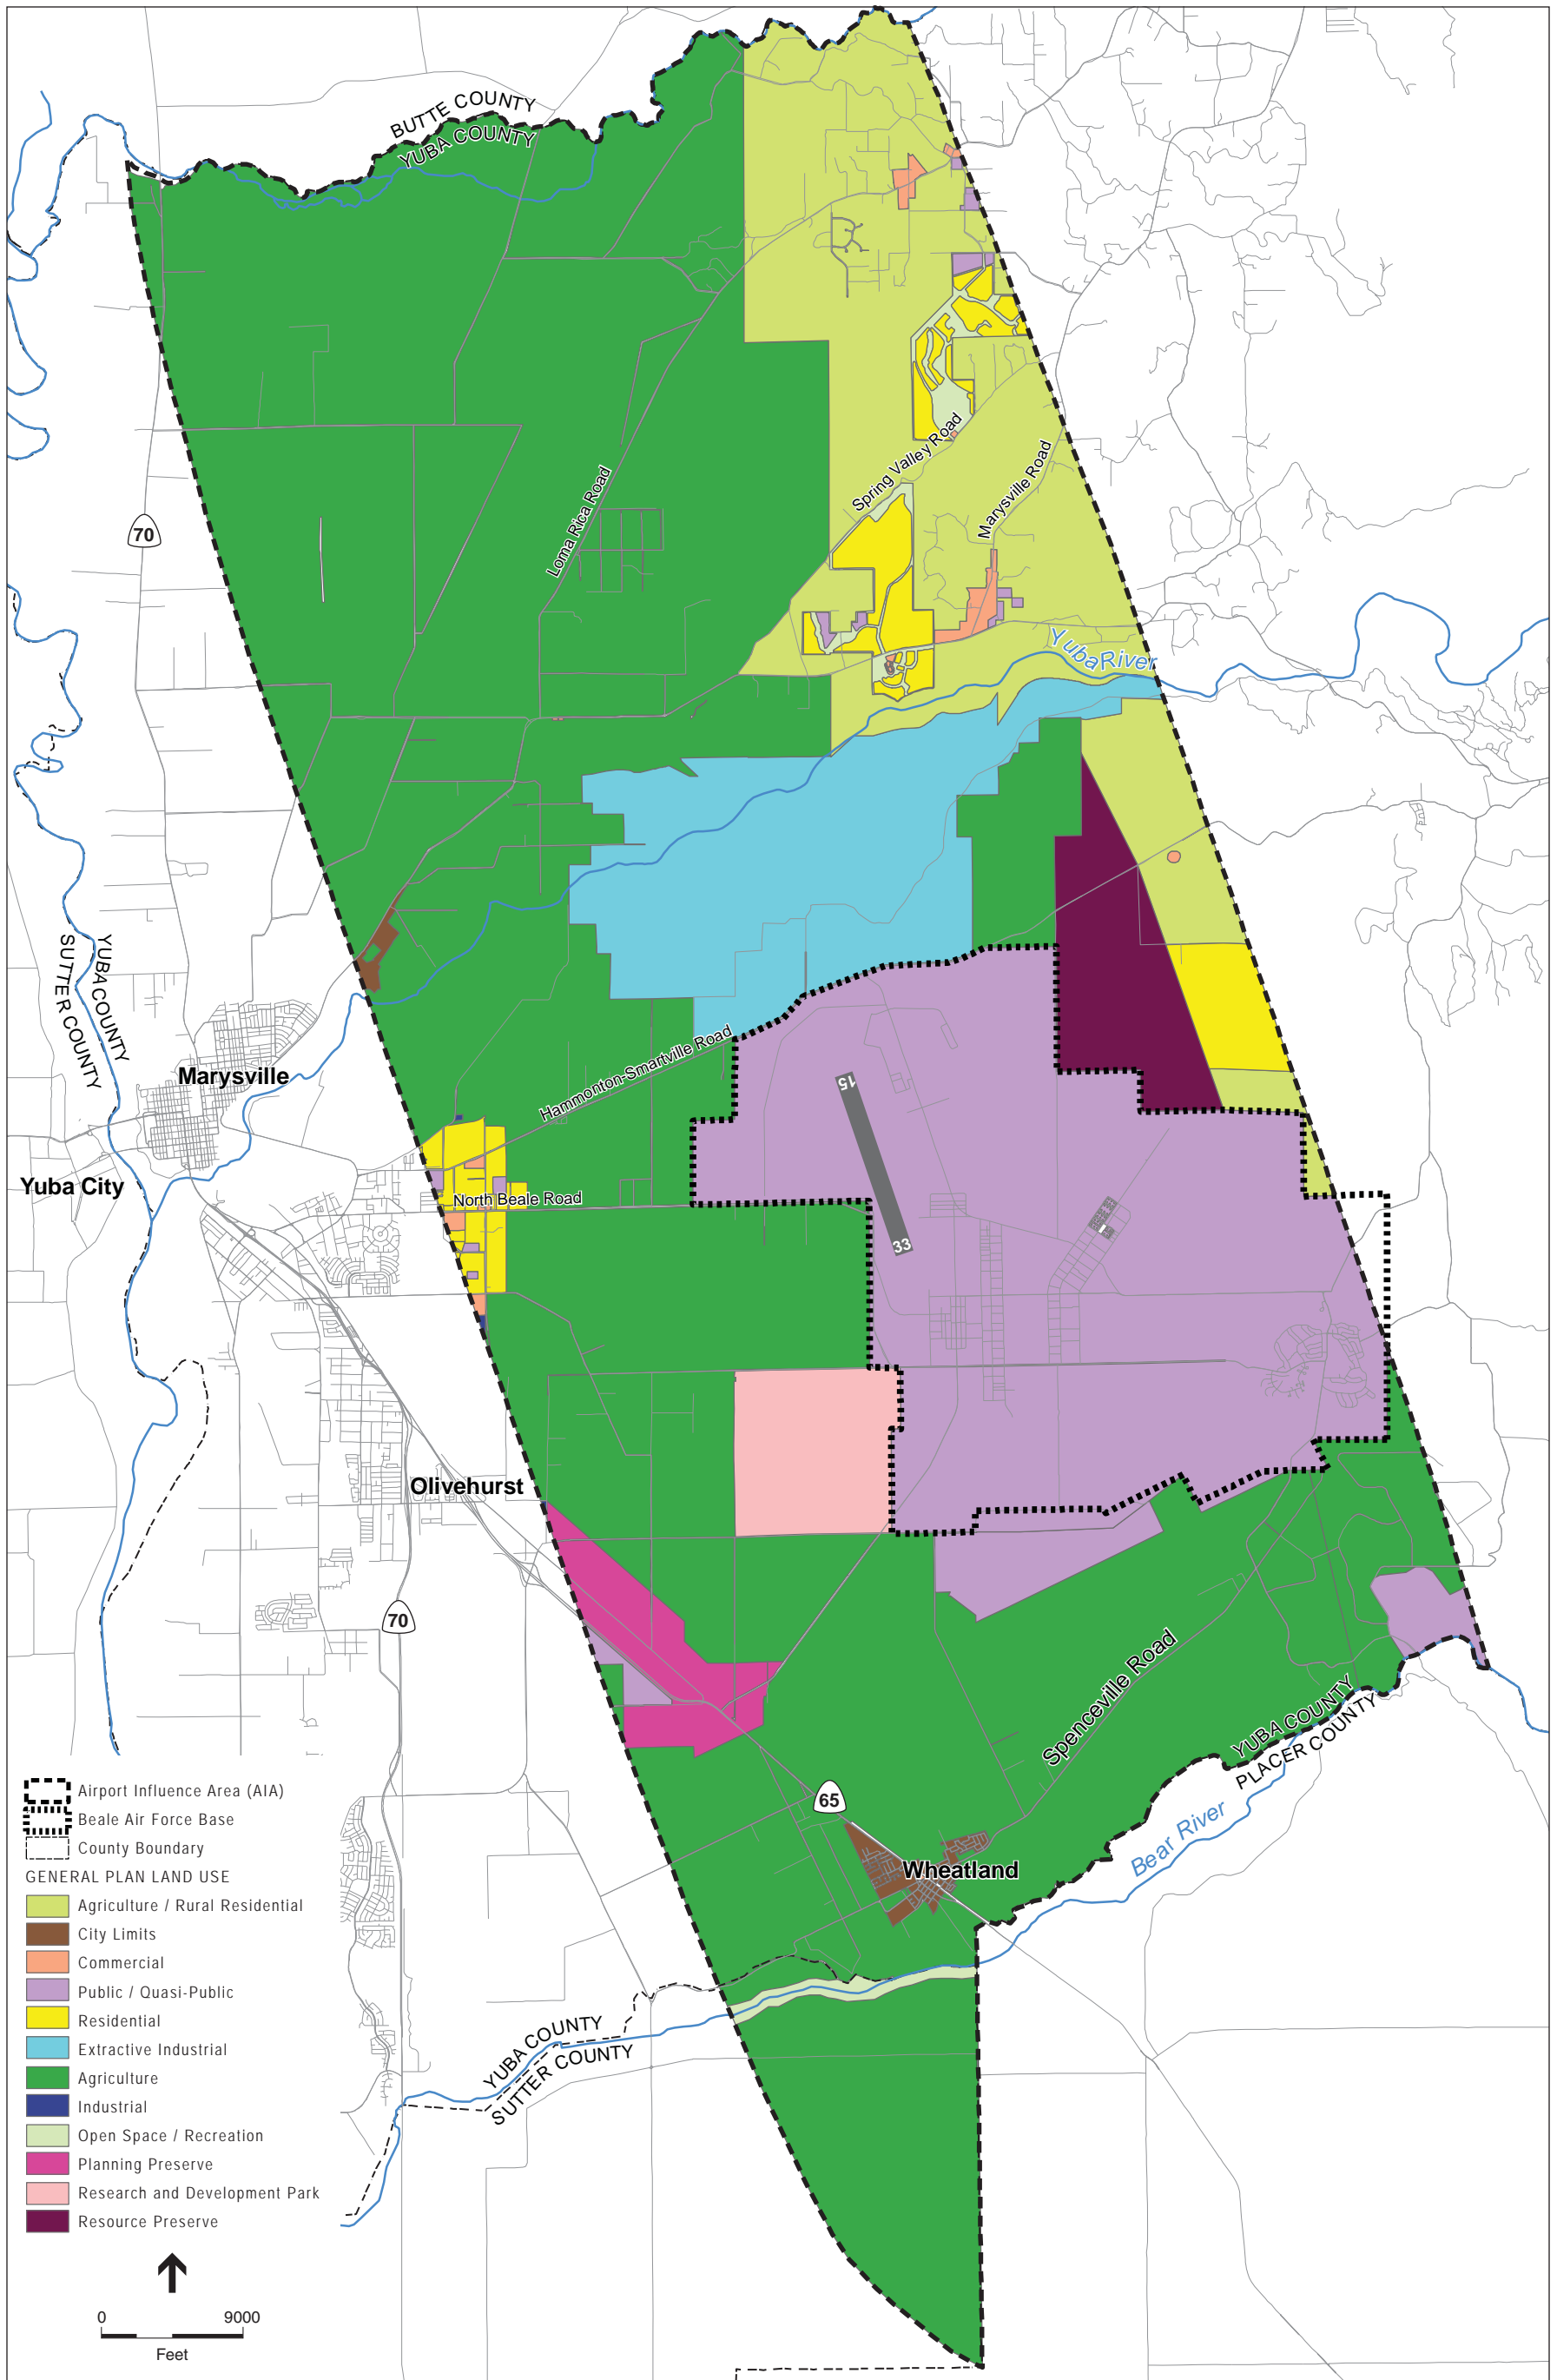 BUTTE COUNTY
YUBA COUNTY
70
Loma Rica Road
Spring Valley Road
Marysville Road
Yuba River
YUBA COUNTY
SUTTER COUNTY
Marysville
Hammonton-Smartville Road
15
Yuba City
North Beale Road
33
Olivehurst
70
Spenceville Road
YUBA COUNTY
PLACER COUNTY
65
Bear River
Wheatland
YUBA COUNTY
SUTTER COUNTY
Airport Influence Area (AIA)
Beale Air Force Base
County Boundary
GENERAL PLAN LAND USE
Agriculture / Rural Residential
City Limits
Commercial
Public / Quasi-Public
Residential
Extractive Industrial
Agriculture
Industrial
Open Space / Recreation
Planning Preserve
Research and Development Park
Resource Preserve
0 9000
Feet